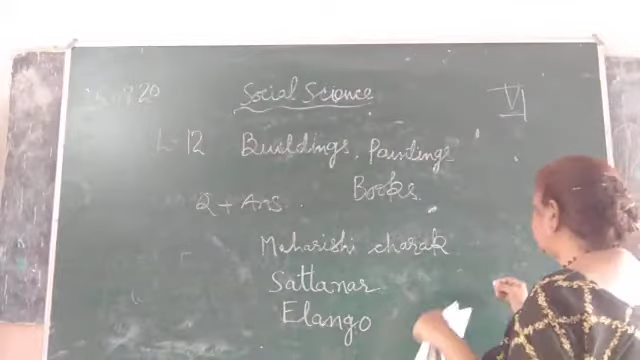 Social Science
VI
L-12 Buildings, Paintings
Books
Q + Ans.
Maharishi charak
Sattanar
Elango